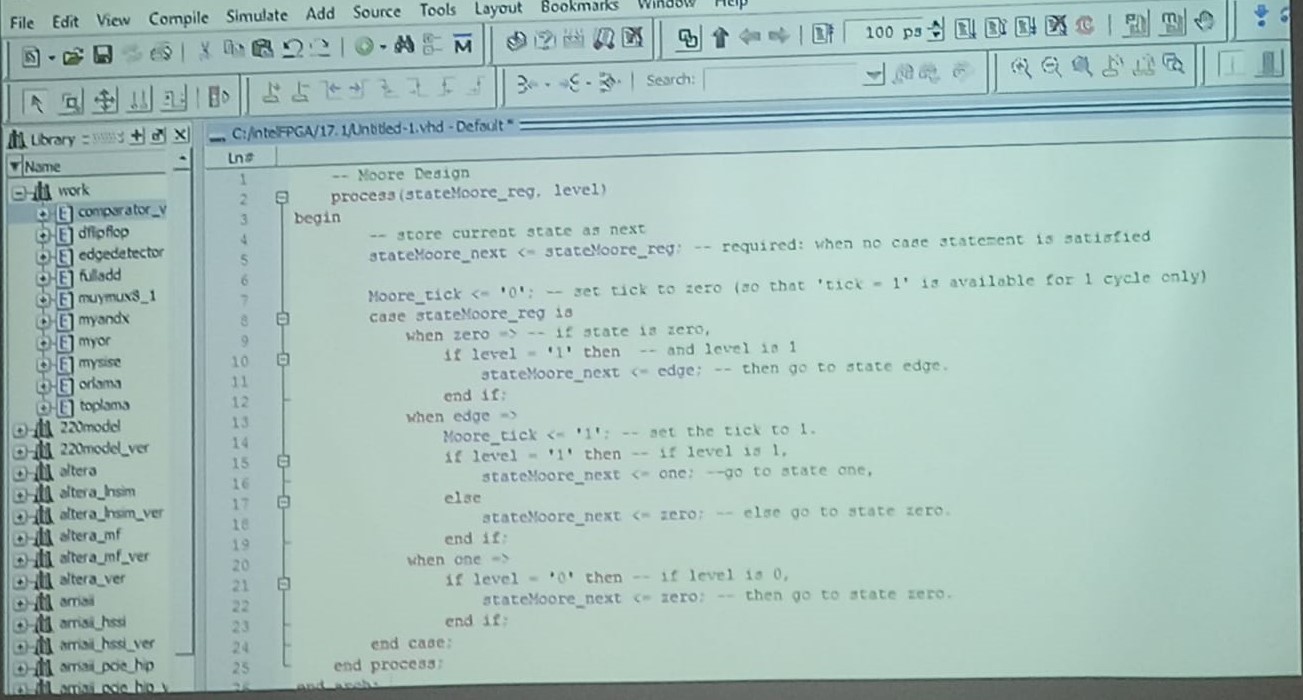 File Edit View Compile Simulate Add Source Tools Layout Bookmarks Window Help
100 ps
Search:
Library
C:/intelFPGA/17.1/Untitled-1.vhd - Default *
Name
Ln#
work
comparator_v
dflipflop
edgedetector
fulladd
muymux8_1
myandx
myor
mysise
orlama
toplama
220model
220model_ver
altera
altera_lnsim
altera_lnsim_ver
altera_mf
altera_mf_ver
altera_ver
arriaii
arriaii_hssi
arriaii_hssi_ver
arriaii_pcie_hip
arriaii_pcie_hip_v
1 -- Moore Design
2 process(stateMoore_reg, level)
3 begin
4 -- store current state as next
5 stateMoore_next <= stateMoore_reg; -- required: when no case statement is satisfied
6
7 Moore_tick <= '0'; -- set tick to zero (so that 'tick = 1' is available for 1 cycle only)
8 case stateMoore_reg is
9 when zero => -- if state is zero,
10 if level = '1' then -- and level is 1
11 stateMoore_next <= edge; -- then go to state edge.
12 end if;
13 when edge =>
14 Moore_tick <= '1'; -- set the tick to 1.
15 if level = '1' then -- if level is 1,
16 stateMoore_next <= one; --go to state one,
17 else
18 stateMoore_next <= zero; -- else go to state zero.
19 end if;
20 when one =>
21 if level = '0' then -- if level is 0,
22 stateMoore_next <= zero; -- then go to state zero.
23 end if;
24 end case;
25 end process;
26 end arch;